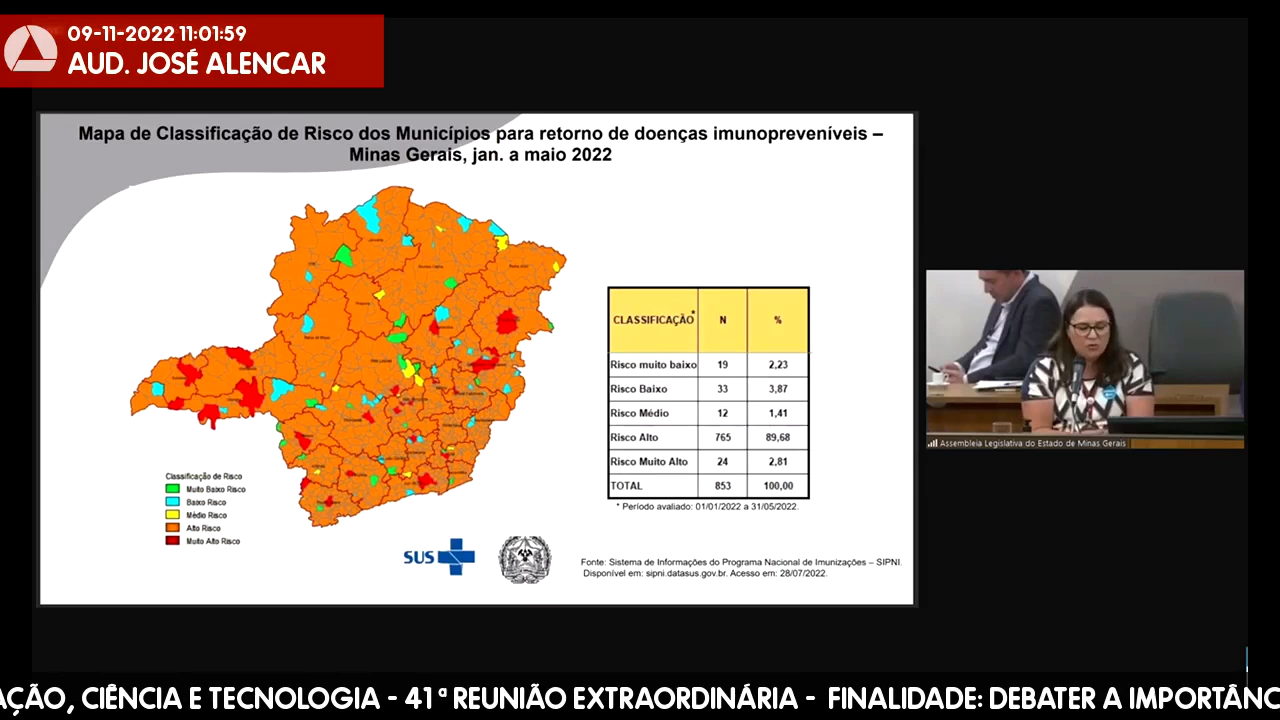 09-11-2022 11:01:59
AUD. JOSÉ ALENCAR
Mapa de Classificação de Risco dos Municípios para retorno de doenças imunopreveníveis –
Minas Gerais, jan. a maio 2022
CLASSIFICAÇÃO* N %
Risco muito baixo 19 2,23
Risco Baixo 33 3,87
Risco Médio 12 1,41
Risco Alto 765 89,68
Risco Muito Alto 24 2,81
TOTAL 853 100,00
* Período avaliado: 01/01/2022 a 31/05/2022.
Classificação de Risco
Muito Baixo Risco
Baixo Risco
Médio Risco
Alto Risco
Muito Alto Risco
SUS
Fonte: Sistema de Informações do Programa Nacional de Imunizações – SIPNI.
Disponível em: sipni.datasus.gov.br. Acesso em: 28/07/2022.
Assembleia Legislativa do Estado de Minas Gerais
AÇÃO, CIÊNCIA E TECNOLOGIA - 41ª REUNIÃO EXTRAORDINÁRIA - FINALIDADE: DEBATER A IMPORTÂNC